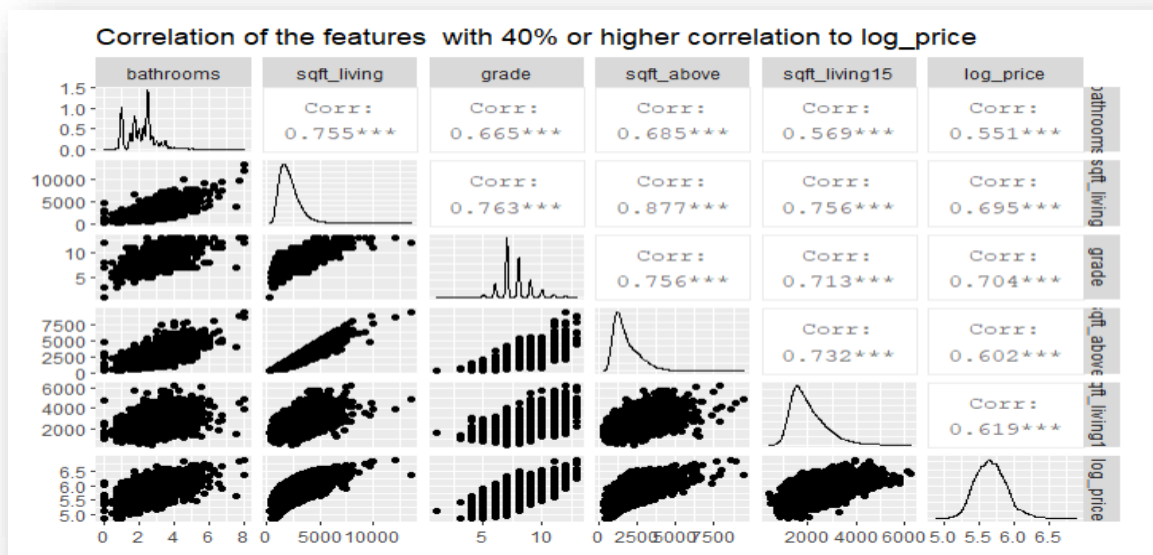 Correlation of the features  with 40% or higher correlation to log_price
bathrooms sqft_living grade sqft_above sqft_living15 log_price
1.5
1.0
0.5
0.0
Corr: Corr: Corr: Corr: Corr:
0.755*** 0.665*** 0.685*** 0.569*** 0.551***
bathrooms
10000
5000
0
Corr: Corr: Corr: Corr:
0.763*** 0.877*** 0.756*** 0.695***
sqft_living
10
5
Corr: Corr: Corr:
0.756*** 0.713*** 0.704***
grade
7500
5000
2500
0
Corr: Corr:
0.732*** 0.602***
qft_above
6000
4000
2000
Corr:
0.619***
qft_living1
6.5
6.0
5.5
5.0
log_price
0 2 4 6 8 0 5000 10000 5 10 0 2500 5000 7500 2000 4000 6000 5.0 5.5 6.0 6.5